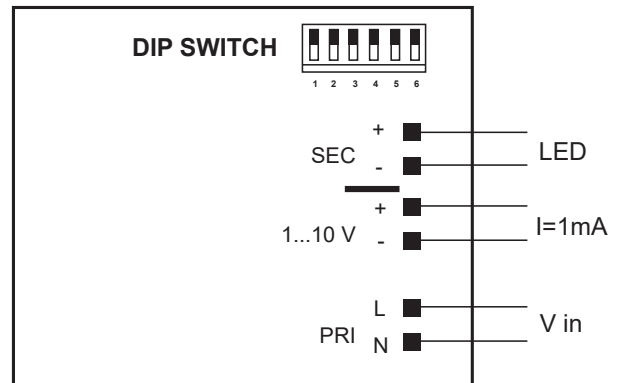 DIP SWITCH
1 2 3 4 5 6
+
SEC
-
LED
+
1...10 V
-
I=1mA
L
PRI
N
V in